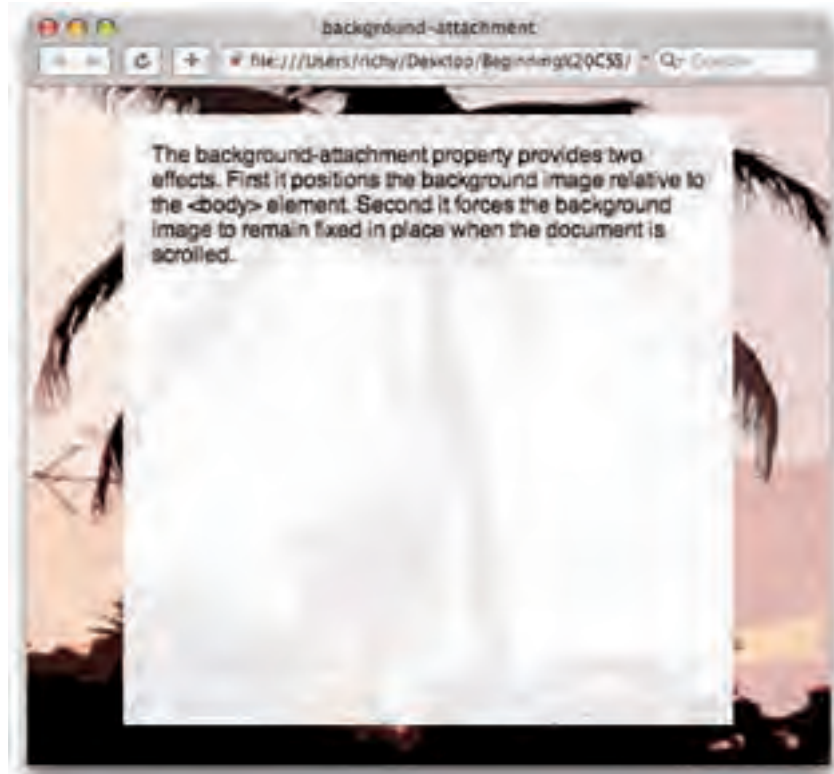 background-attachment
file:///Users/richy/Desktop/Beginning%20CSS/
The background-attachment property provides two
effects. First it positions the background image relative to
the <body> element. Second it forces the background
image to remain fixed in place when the document is
scrolled.